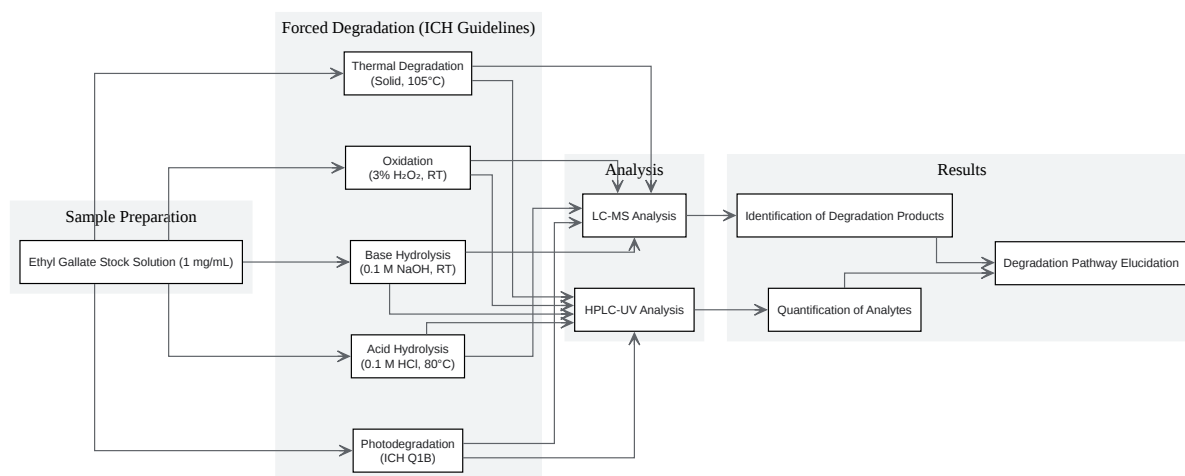 Sample Preparation
Ethyl Gallate Stock Solution (1 mg/mL)
Forced Degradation (ICH Guidelines)
Thermal Degradation
(Solid, 105°C)
Oxidation
(3% H₂O₂, RT)
Base Hydrolysis
(0.1 M NaOH, RT)
Acid Hydrolysis
(0.1 M HCl, 80°C)
Photodegradation
(ICH Q1B)
Analysis
LC-MS Analysis
HPLC-UV Analysis
Results
Identification of Degradation Products
Quantification of Analytes
Degradation Pathway Elucidation